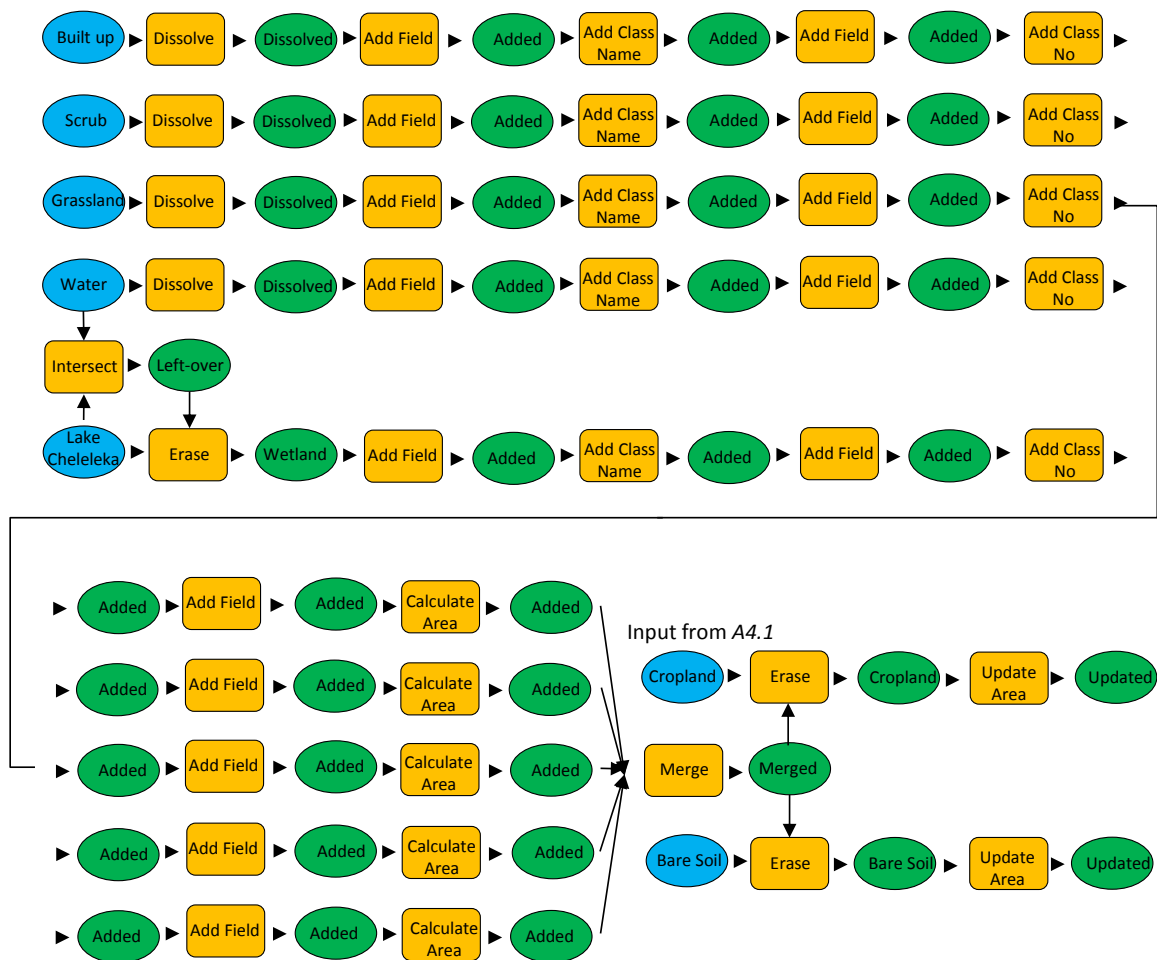 Built up Dissolve Dissolved Add Field Added Add Class Name Added Add Field Added Add Class No
Scrub Dissolve Dissolved Add Field Added Add Class Name Added Add Field Added Add Class No
Grassland Dissolve Dissolved Add Field Added Add Class Name Added Add Field Added Add Class No
Water Dissolve Dissolved Add Field Added Add Class Name Added Add Field Added Add Class No
Intersect Left-over
Lake Cheleleka Erase Wetland Add Field Added Add Class Name Added Add Field Added Add Class No
Added Add Field Added Calculate Area Added
Added Add Field Added Calculate Area Added
Added Add Field Added Calculate Area Added
Added Add Field Added Calculate Area Added
Added Add Field Added Calculate Area Added
Input from A4.1
Cropland Erase Cropland Update Area Updated
Merge Merged
Bare Soil Erase Bare Soil Update Area Updated